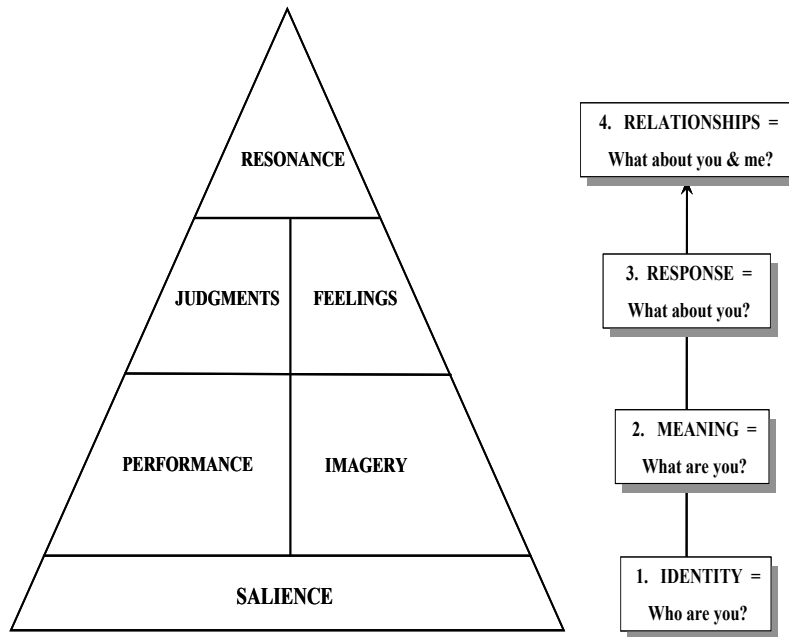 RESONANCE
JUDGMENTS
FEELINGS
PERFORMANCE
IMAGERY
SALIENCE
4. RELATIONSHIPS =
What about you & me?
3. RESPONSE =
What about you?
2. MEANING =
What are you?
1. IDENTITY =
Who are you?